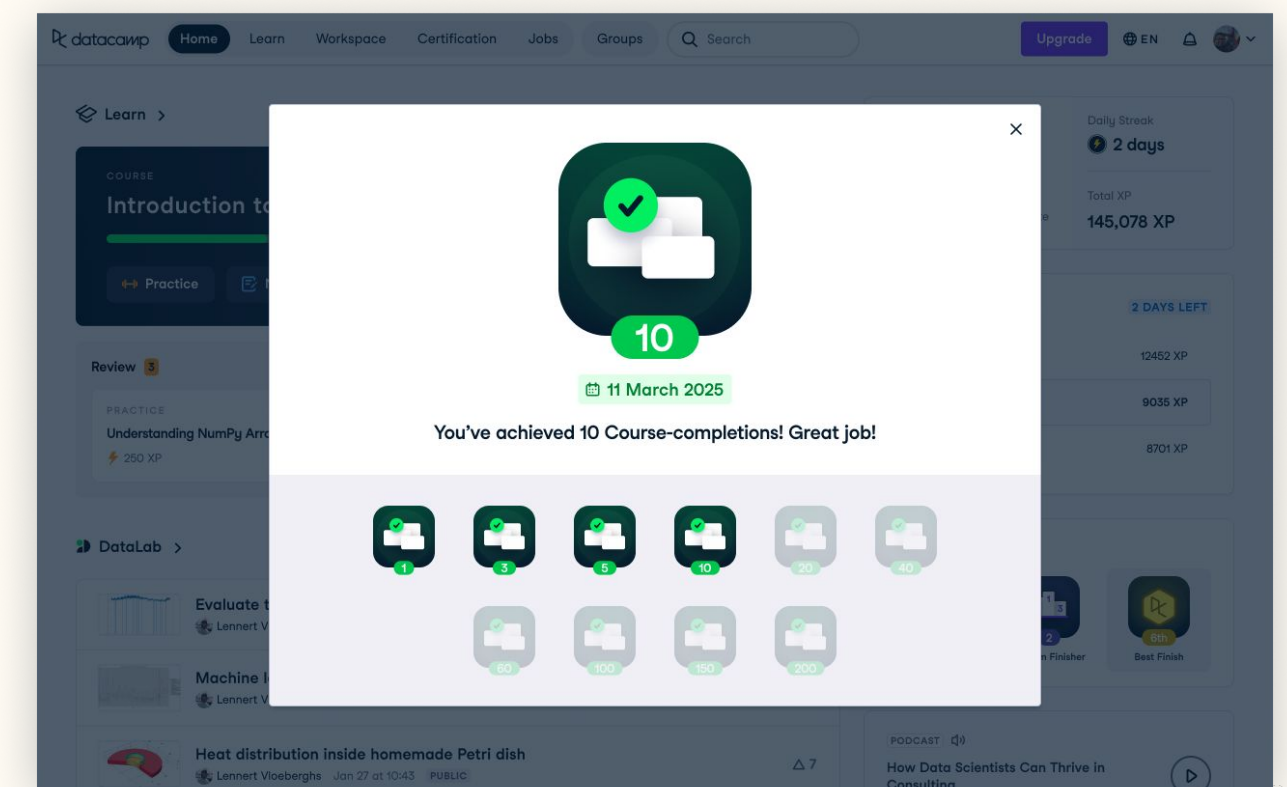 datacamp Home Learn Workspace Certification Jobs Groups Search Upgrade EN
Learn
COURSE
Introduction
Practice
Review 3
PRACTICE
Understanding NumPy
250 XP
DataLab
Evaluate
Lennert
Machine
Lennert
Heat distribution inside homemade Petri dish
Lennert Vloeberghs Jan 27 at 10:43 PUBLIC
7
10
11 March 2025
You've achieved 10 Course-completions! Great job!
1 3 5 10 20 40
60 100 150 200
Daily Streak
2 days
Total XP
145,078 XP
2 DAYS LEFT
12452 XP
9035 XP
8701 XP
1 3
2
Finisher
6th
Best Finish
PODCAST
How Data Scientists Can Thrive in
Consulting